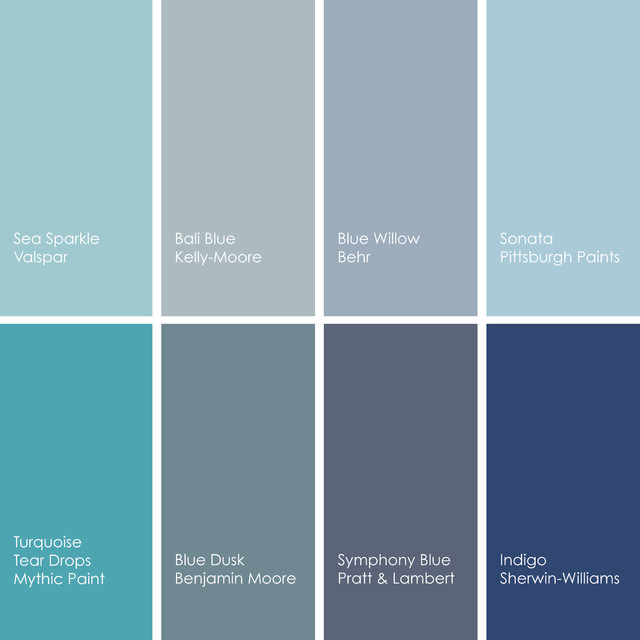 Sea Sparkle
Valspar
Bali Blue
Kelly-Moore
Blue Willow
Behr
Sonata
Pittsburgh Paints
Turquoise
Tear Drops
Mythic Paint
Blue Dusk
Benjamin Moore
Symphony Blue
Pratt & Lambert
Indigo
Sherwin-Williams